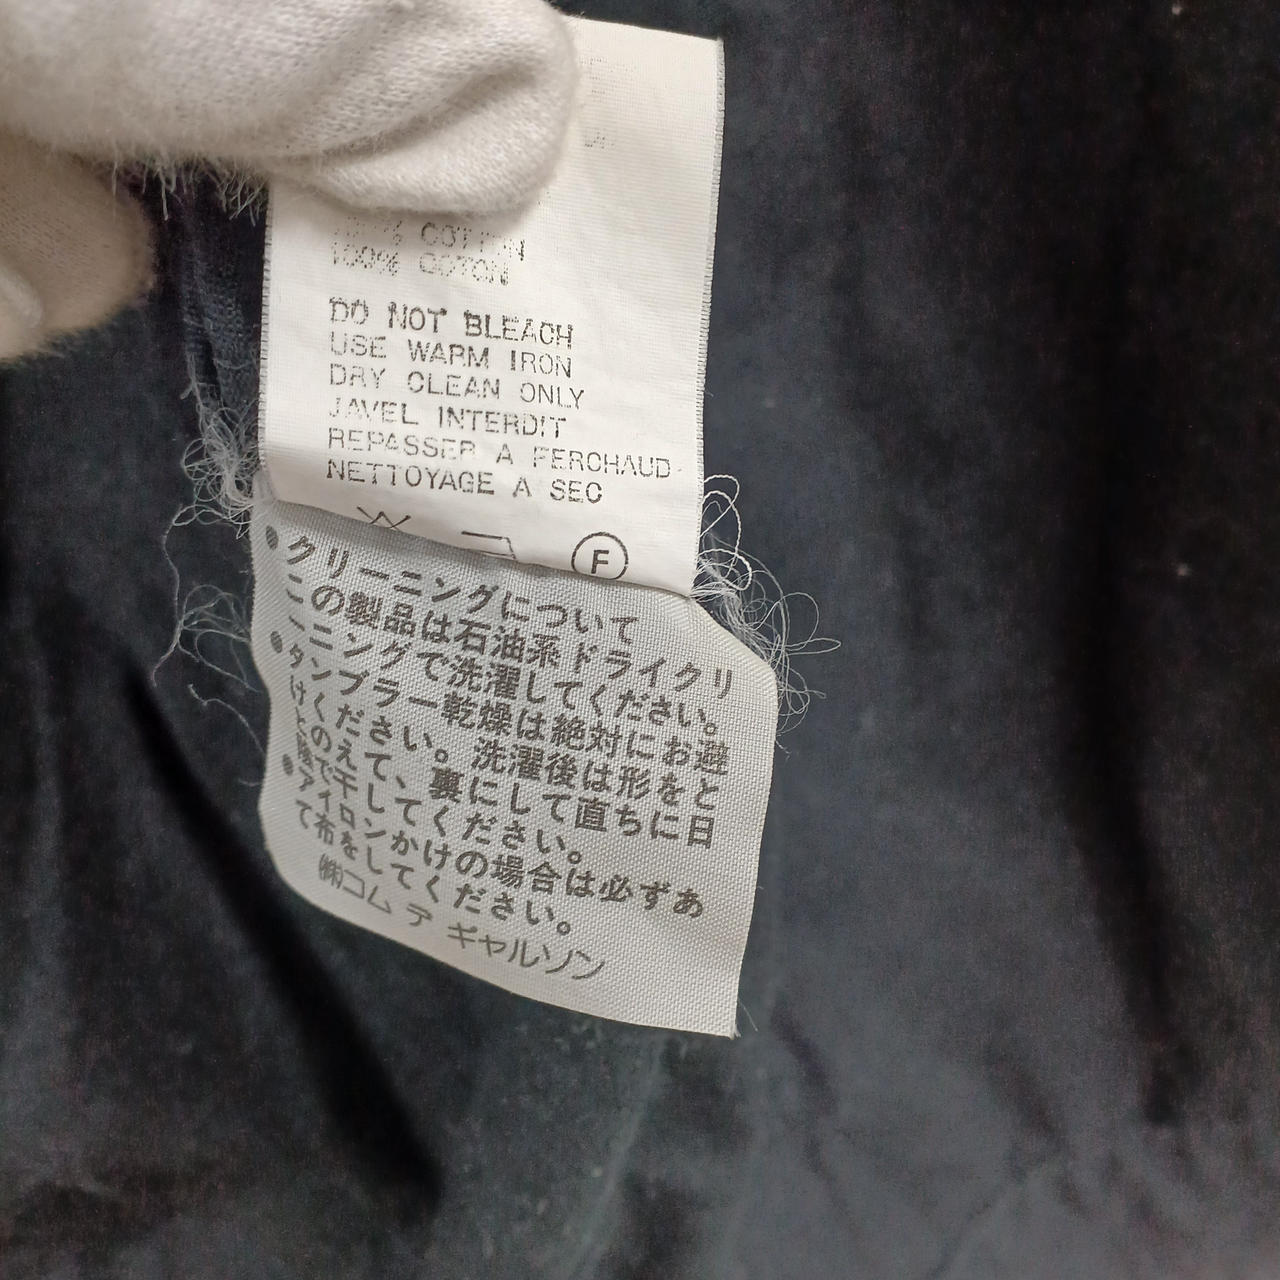 100% COTTON
100% COTON
DO NOT BLEACH
USE WARM IRON
DRY CLEAN ONLY
JAVEL INTERDIT
REPASSER A FERCHAUD
NETTOYAGE A SEC
F
●クリーニングについて
この製品は石油系ドライクリ
ーニングで洗濯してください。
●タンブラー乾燥は絶対にお避
けください。洗濯後は形をと
とのえて、裏にして直ちに日
陰で干してください。
●アイロンかけの場合は必ずあ
て布をしてください。
㈱コム デ ギャルソン